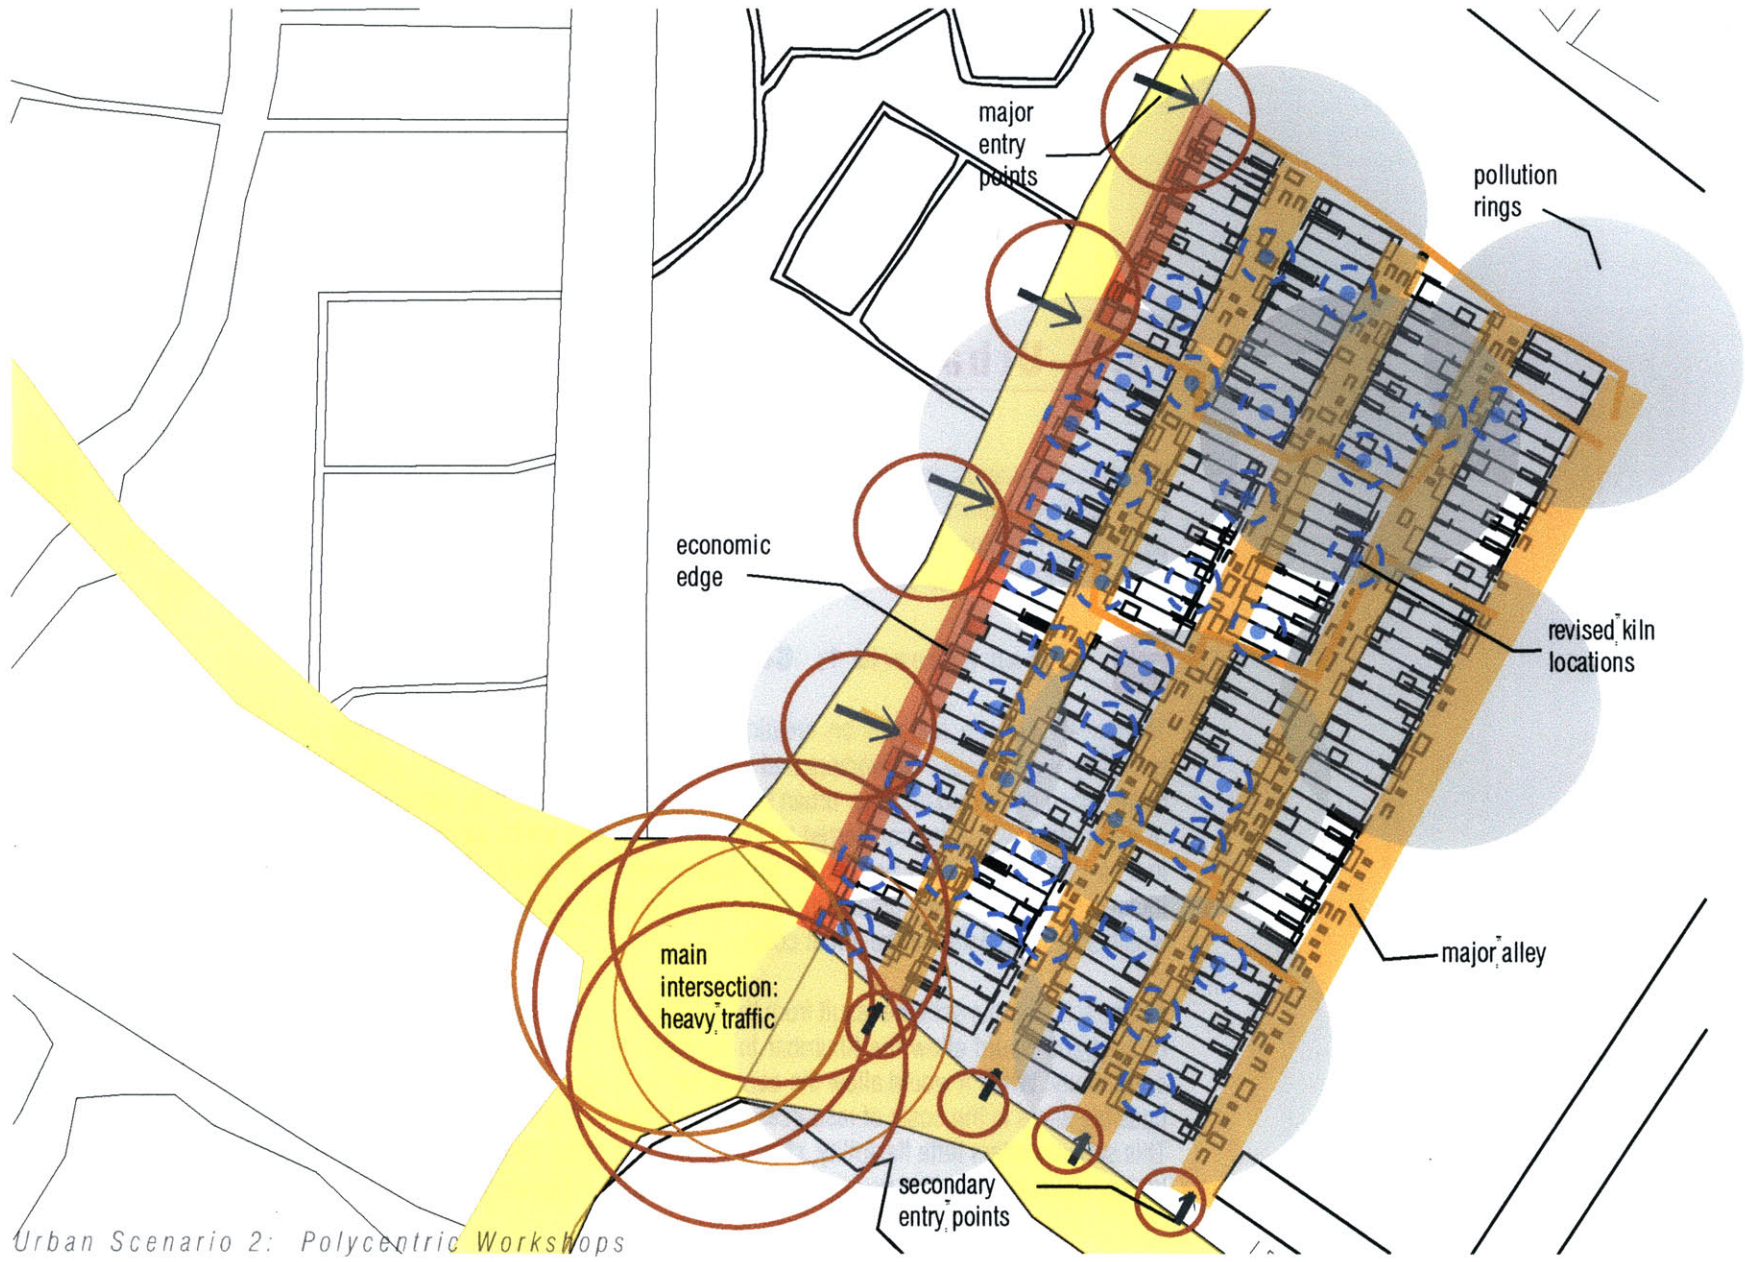 major
entry
points
pollution
rings
economic
edge
revised kiln
locations
major alley
main
intersection:
heavy traffic
secondary
entry points
Urban Scenario 2: Polycentric Workshops